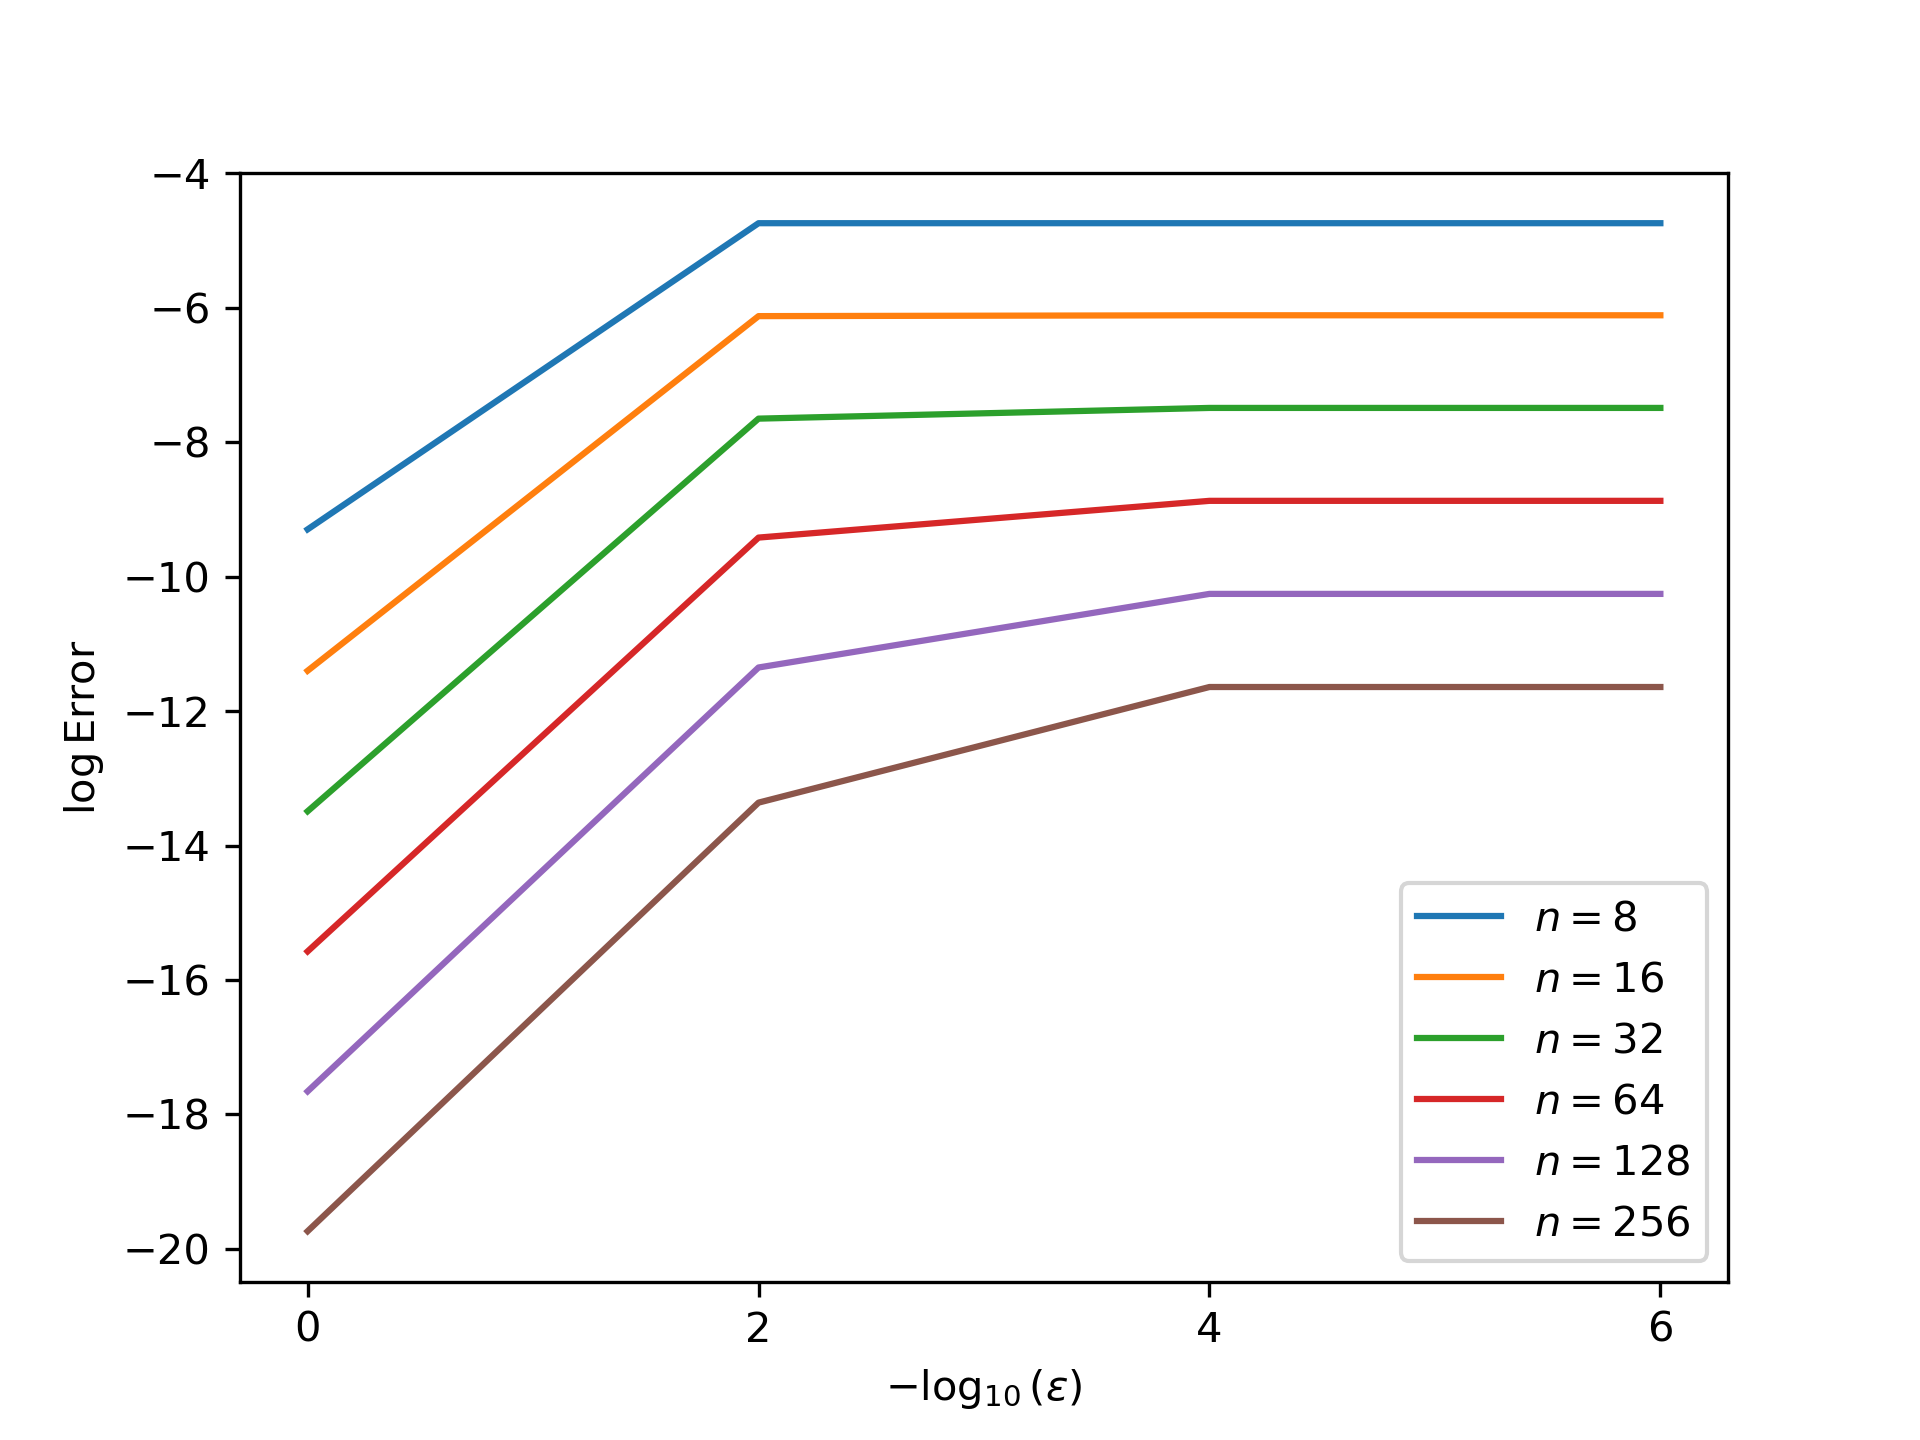 −4
−6
−8
−10
−12
−14
−16
−18
−20
log Error
0 2 4 6
−log₁₀(ε)
n = 8
n = 16
n = 32
n = 64
n = 128
n = 256